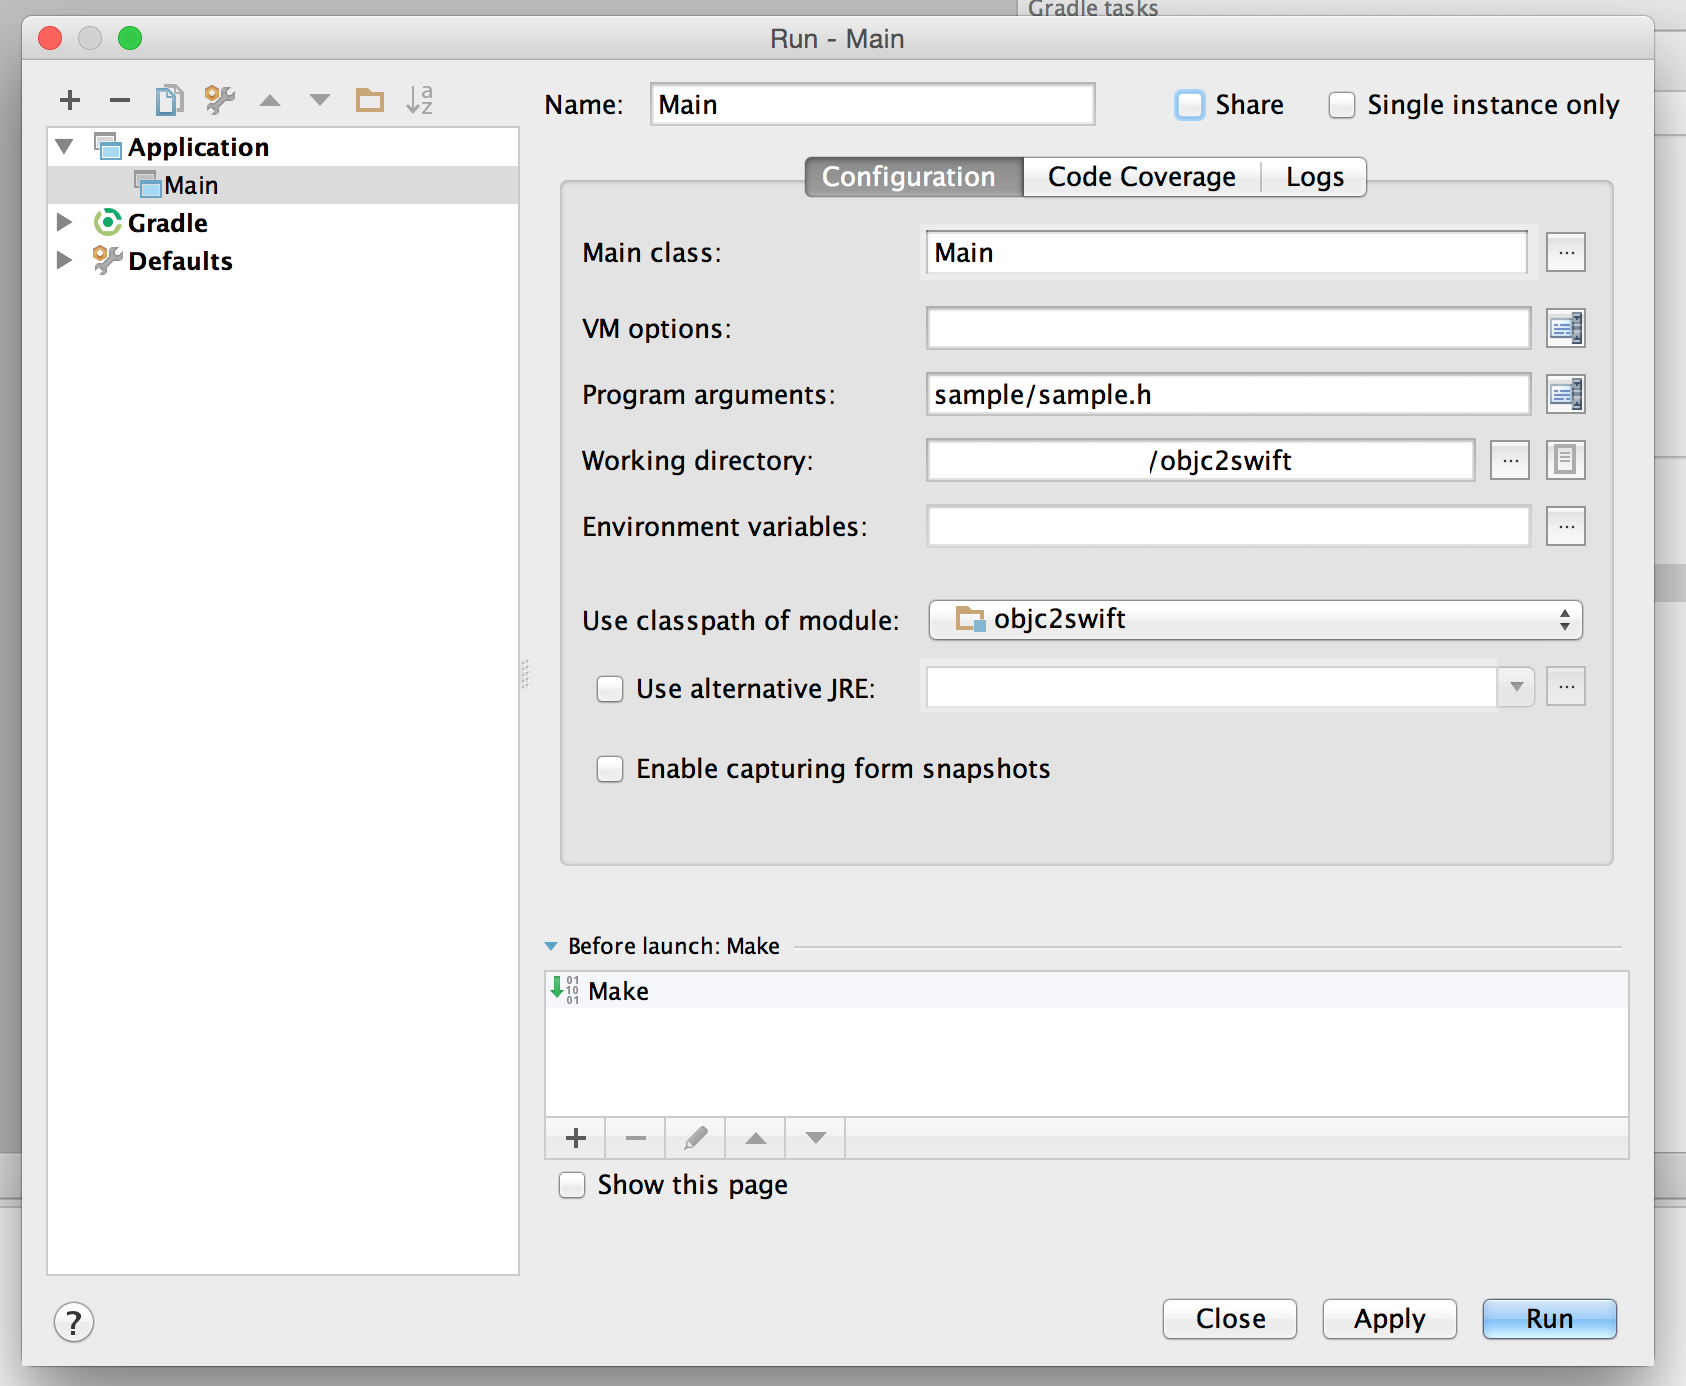 Gradle tasks
Run - Main
Name: Main Share Single instance only
Application
Main
Gradle
Defaults
Configuration Code Coverage Logs
Main class: Main ...
VM options:
Program arguments: sample/sample.h
Working directory: /objc2swift ...
Environment variables: ...
Use classpath of module: objc2swift
Use alternative JRE: ...
Enable capturing form snapshots
Before launch: Make
Make
Show this page
? Close Apply Run